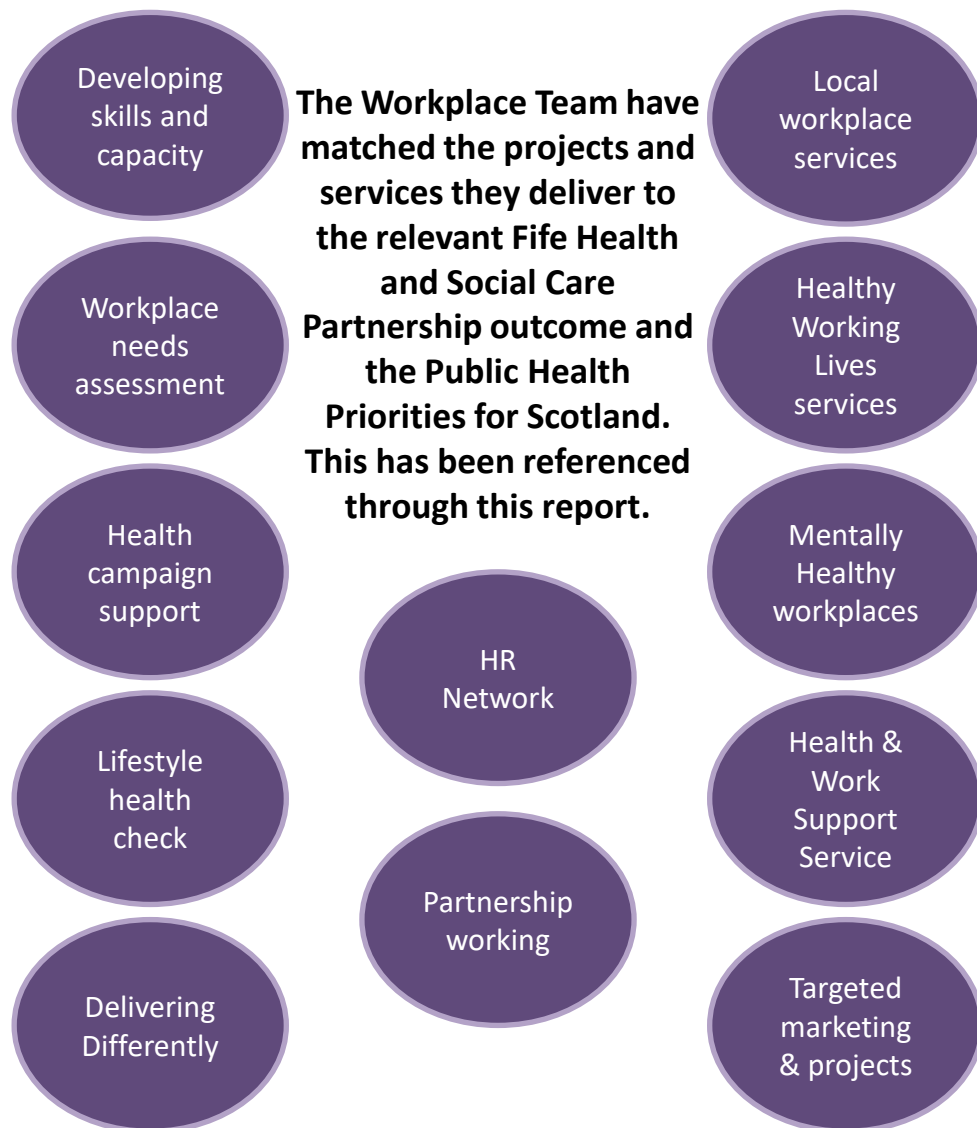 Developing
skills and
capacity
Workplace
needs
assessment
Health
campaign
support
Lifestyle
health
check
Delivering
Differently
The Workplace Team have
matched the projects and
services they deliver to
the relevant Fife Health
and Social Care
Partnership outcome and
the Public Health
Priorities for Scotland.
This has been referenced
through this report.
HR
Network
Partnership
working
Local
workplace
services
Healthy
Working
Lives
services
Mentally
Healthy
workplaces
Health &
Work
Support
Service
Targeted
marketing
& projects